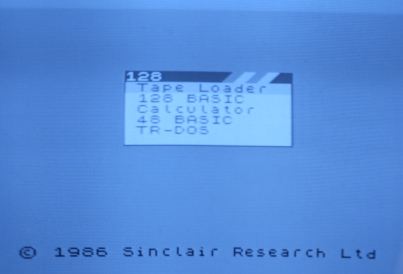 128
Tape Loader
128 BASIC
Calculator
48 BASIC
TR-DOS
© 1986 Sinclair Research Ltd